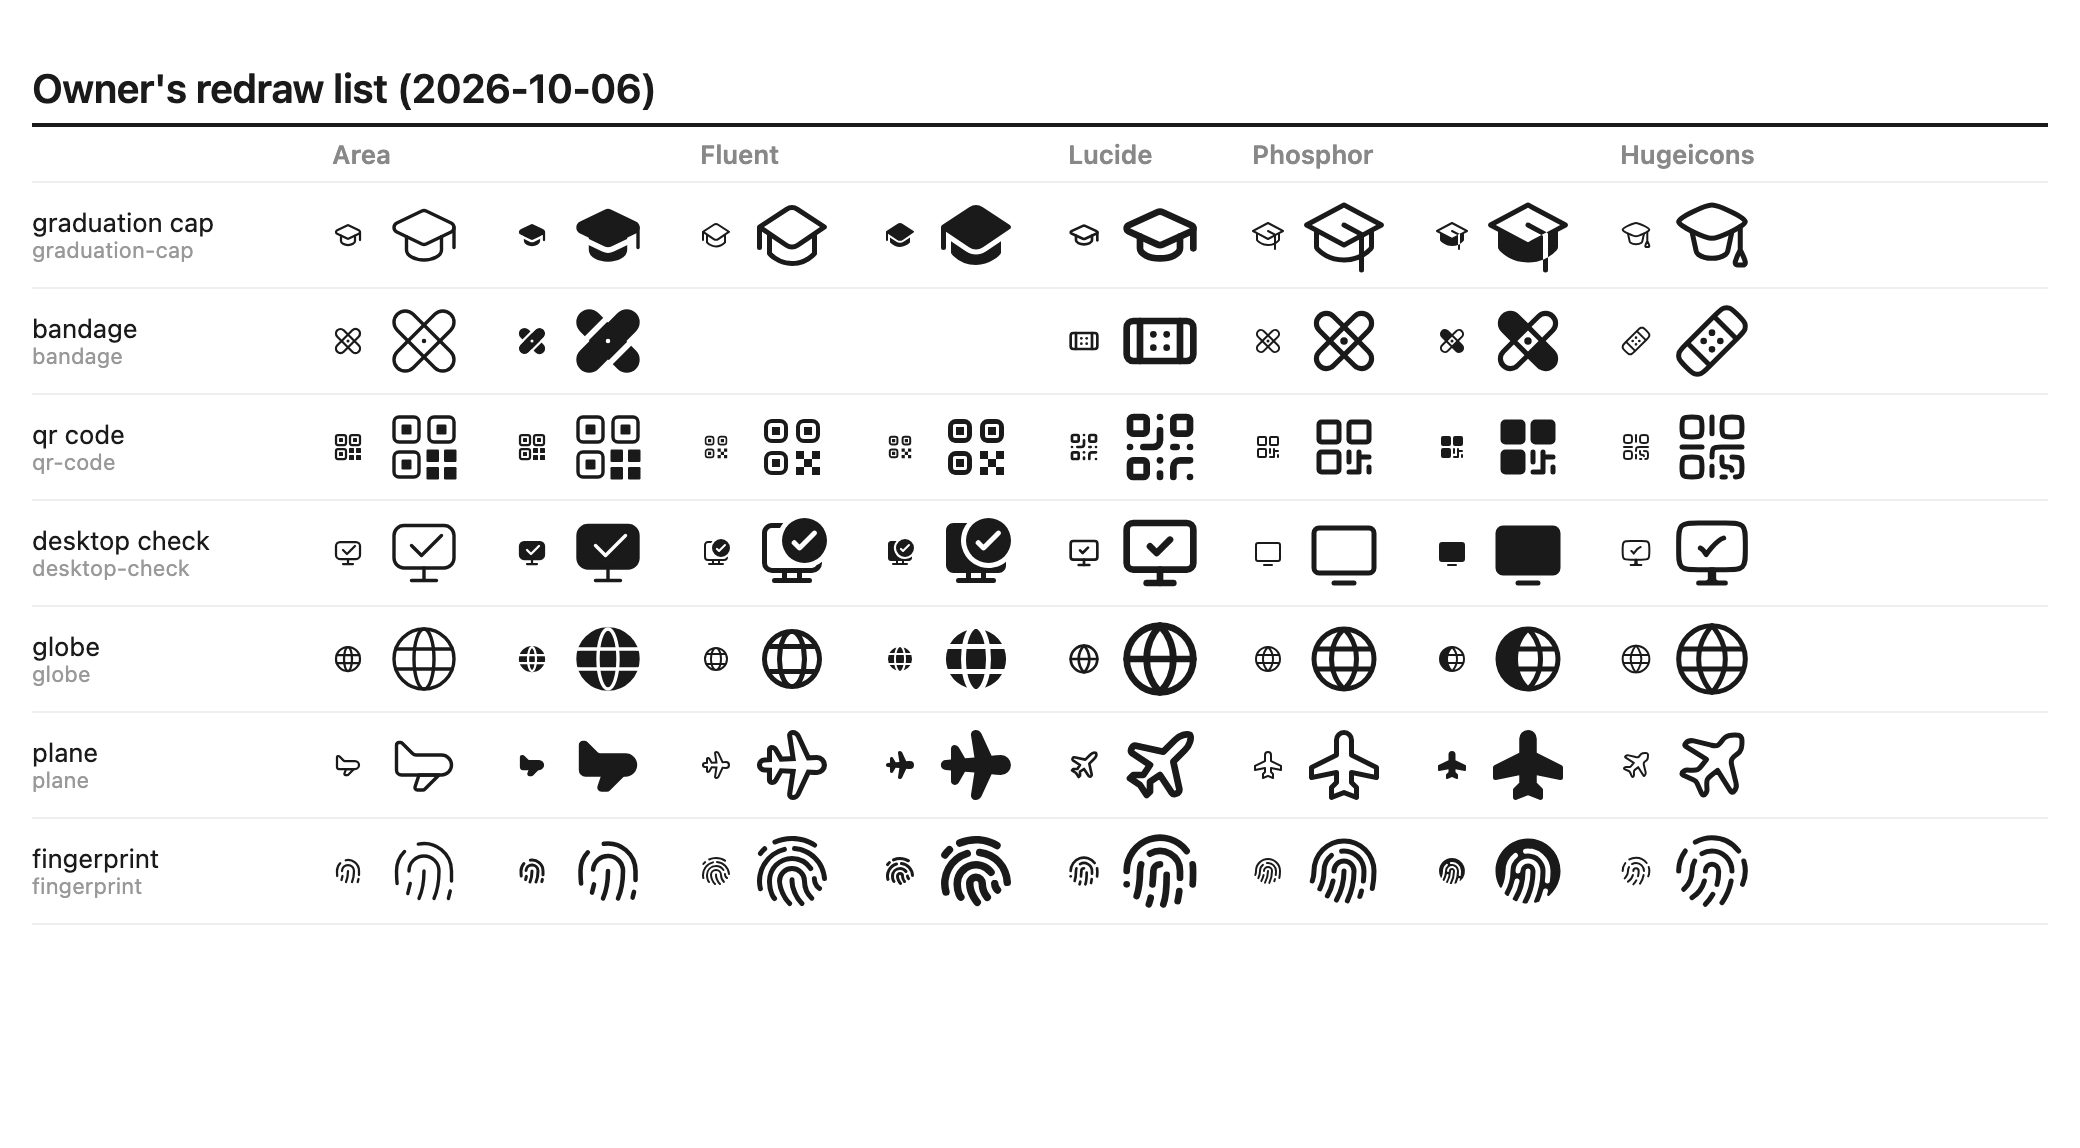 Owner's redraw list (2026-10-06)
Area Fluent Lucide Phosphor Hugeicons
graduation cap
graduation-cap
bandage
bandage
qr code
qr-code
desktop check
desktop-check
globe
globe
plane
plane
fingerprint
fingerprint